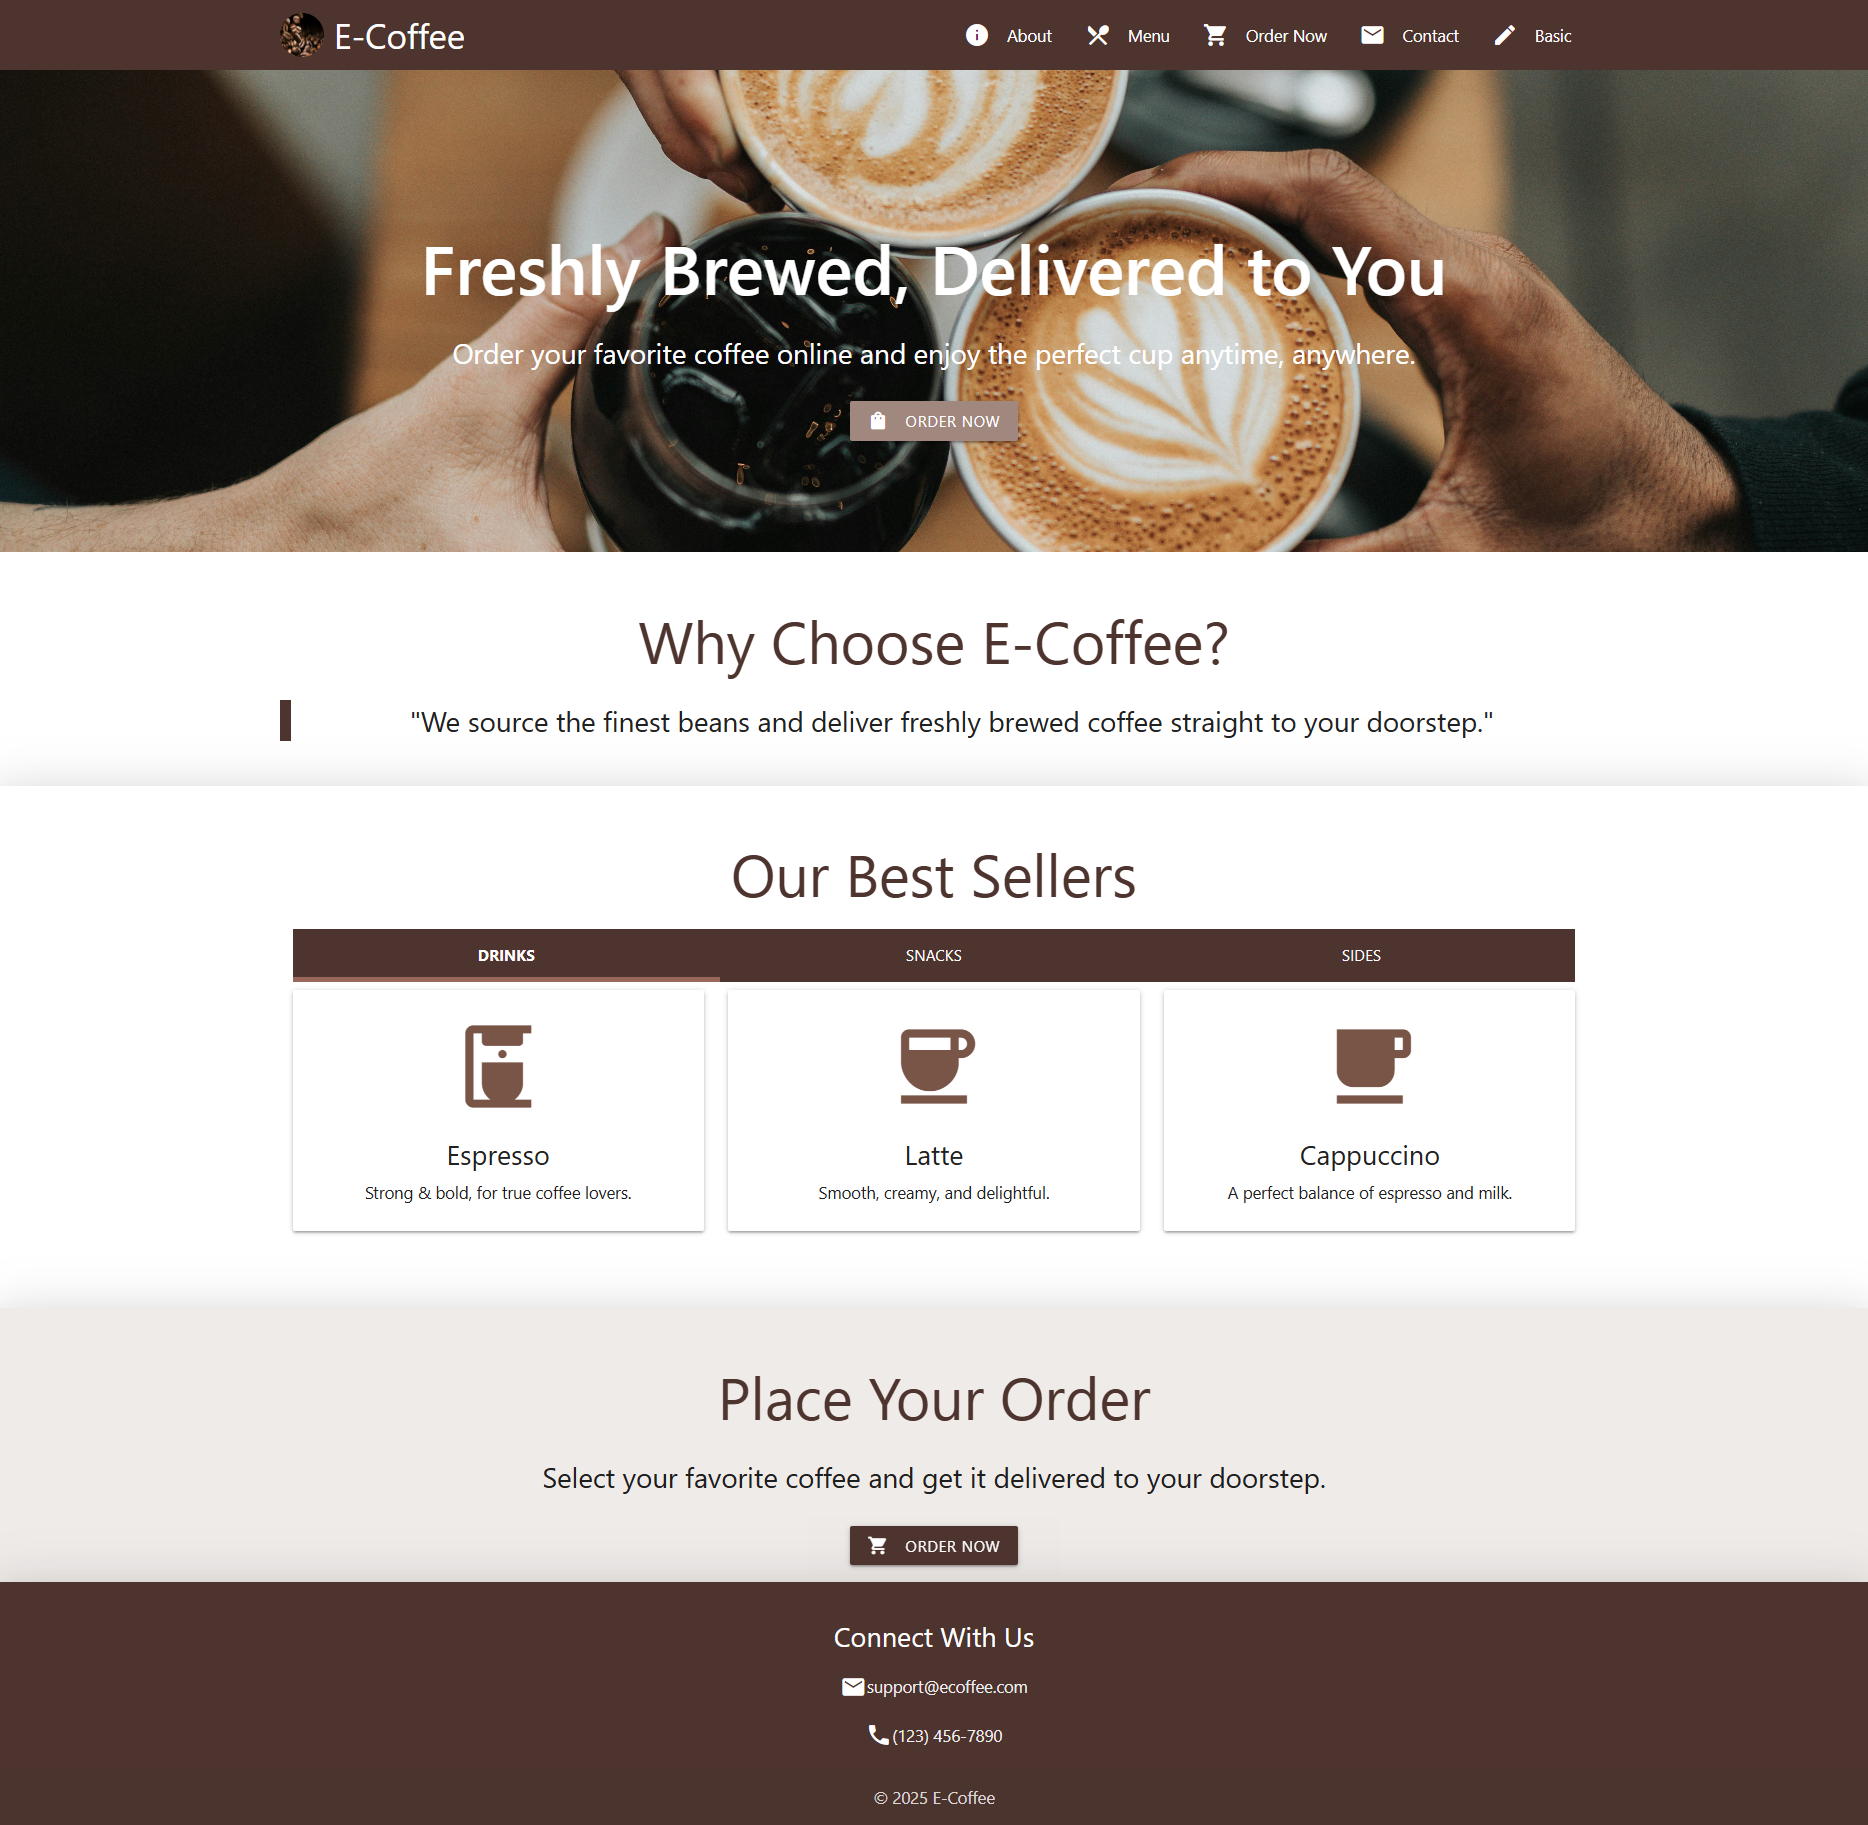 E-Coffee
About
Menu
Order Now
Contact
Basic
Freshly Brewed, Delivered to You
Order your favorite coffee online and enjoy the perfect cup anytime, anywhere.
ORDER NOW
Why Choose E-Coffee?
"We source the finest beans and deliver freshly brewed coffee straight to your doorstep."
Our Best Sellers
DRINKS
SNACKS
SIDES
Espresso
Strong & bold, for true coffee lovers.
Latte
Smooth, creamy, and delightful.
Cappuccino
A perfect balance of espresso and milk.
Place Your Order
Select your favorite coffee and get it delivered to your doorstep.
ORDER NOW
Connect With Us
support@ecoffee.com
(123) 456-7890
© 2025 E-Coffee